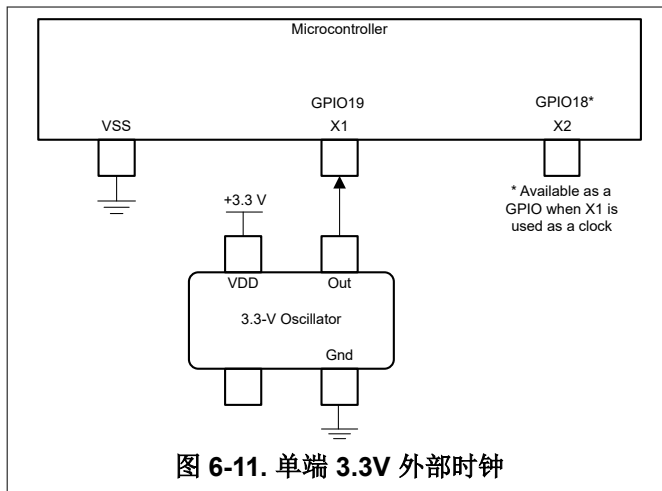 Microcontroller
GPIO19
GPIO18*
VSS
X1
X2
* Available as a
GPIO when X1 is
used as a clock
+3.3 V
VDD
Out
3.3-V Oscillator
Gnd
图 6-11. 单端 3.3V 外部时钟